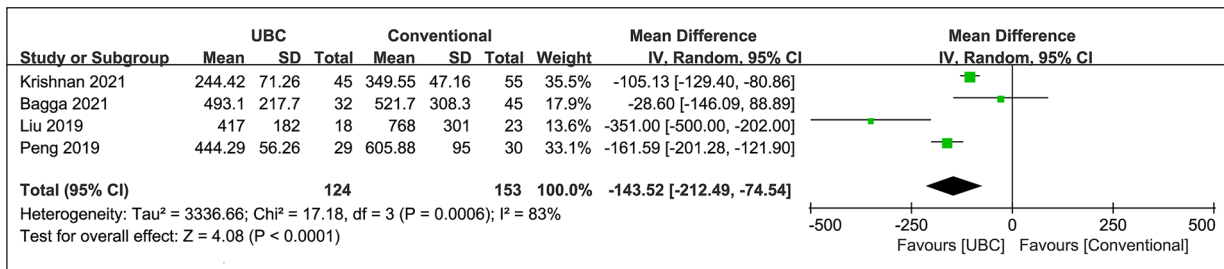 UBC Conventional Mean Difference Mean Difference
Study or Subgroup Mean SD Total Mean SD Total Weight IV, Random, 95% CI IV, Random, 95% CI
Krishnan 2021 244.42 71.26 45 349.55 47.16 55 35.5% -105.13 [-129.40, -80.86]
Bagga 2021 493.1 217.7 32 521.7 308.3 45 17.9% -28.60 [-146.09, 88.89]
Liu 2019 417 182 18 768 301 23 13.6% -351.00 [-500.00, -202.00]
Peng 2019 444.29 56.26 29 605.88 95 30 33.1% -161.59 [-201.28, -121.90]
Total (95% CI) 124 153 100.0% -143.52 [-212.49, -74.54]
Heterogeneity: Tau² = 3336.66; Chi² = 17.18, df = 3 (P = 0.0006); I² = 83%
Test for overall effect: Z = 4.08 (P < 0.0001)
-500 -250 0 250 500
Favours [UBC] Favours [Conventional]